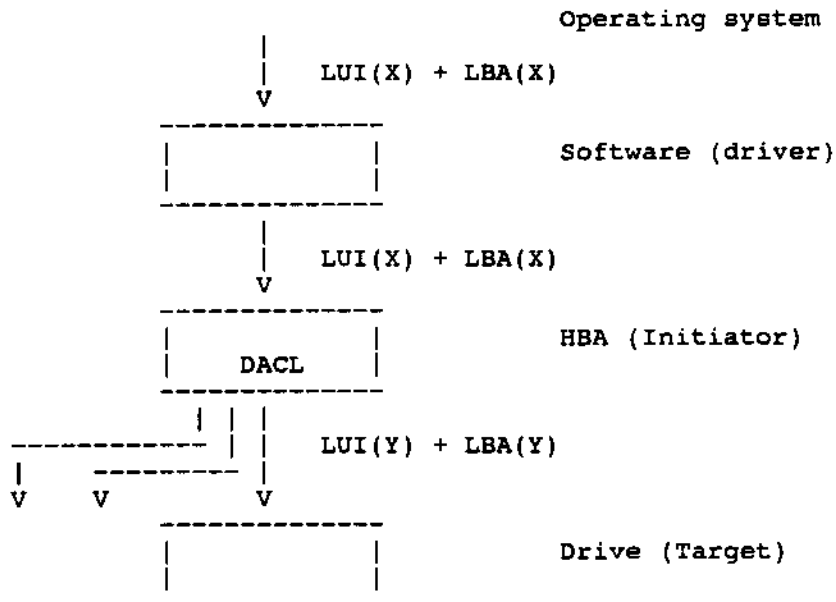 Operating system
LUI(X) + LBA(X)
V
Software (driver)
LUI(X) + LBA(X)
V
HBA (Initiator)
DACL
LUI(Y) + LBA(Y)
V V V
Drive (Target)